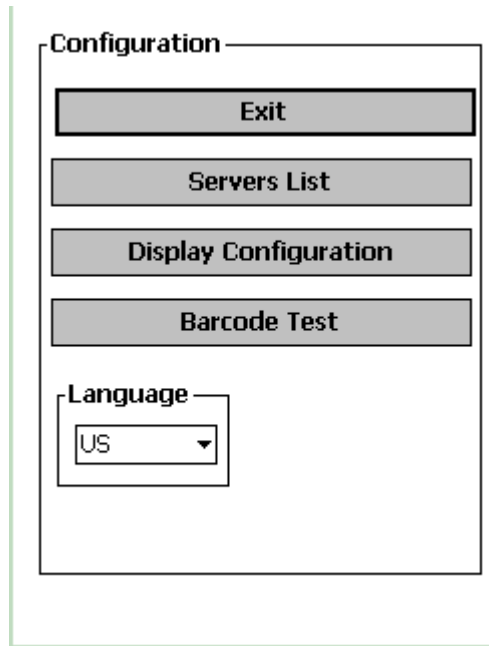 Configuration
Exit
Servers List
Display Configuration
Barcode Test
Language
US